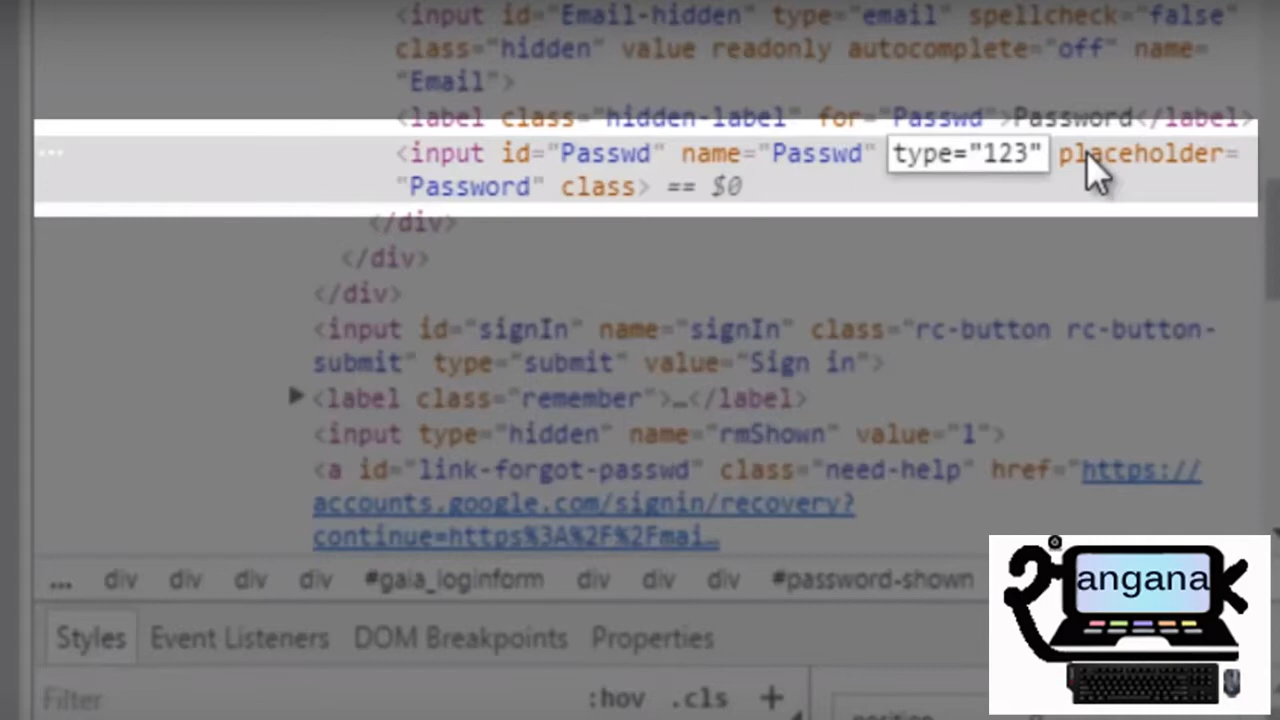 <input id="Email-hidden" type="email" spellcheck="false"
class="hidden" value readonly autocomplete="off" name=
"Email">
<label class="hidden-label" for="Passwd">Password</label>
... <input id="Passwd" name="Passwd" type="123" placeholder=
"Password" class> == $0
</div>
</div>
</div>
<input id="signIn" name="signIn" class="rc-button rc-button-
submit" type="submit" value="Sign in">
<label class="remember">…</label>
<input type="hidden" name="rmShown" value="1">
<a id="link-forgot-passwd" class="need-help" href="https://
accounts.google.com/signin/recovery?
continue=https%3A%2F%2Fmai…
... div div div div #gaia_loginform div div div #password-shown
Styles Event Listeners DOM Breakpoints Properties
Filter :hov .cls +
angana